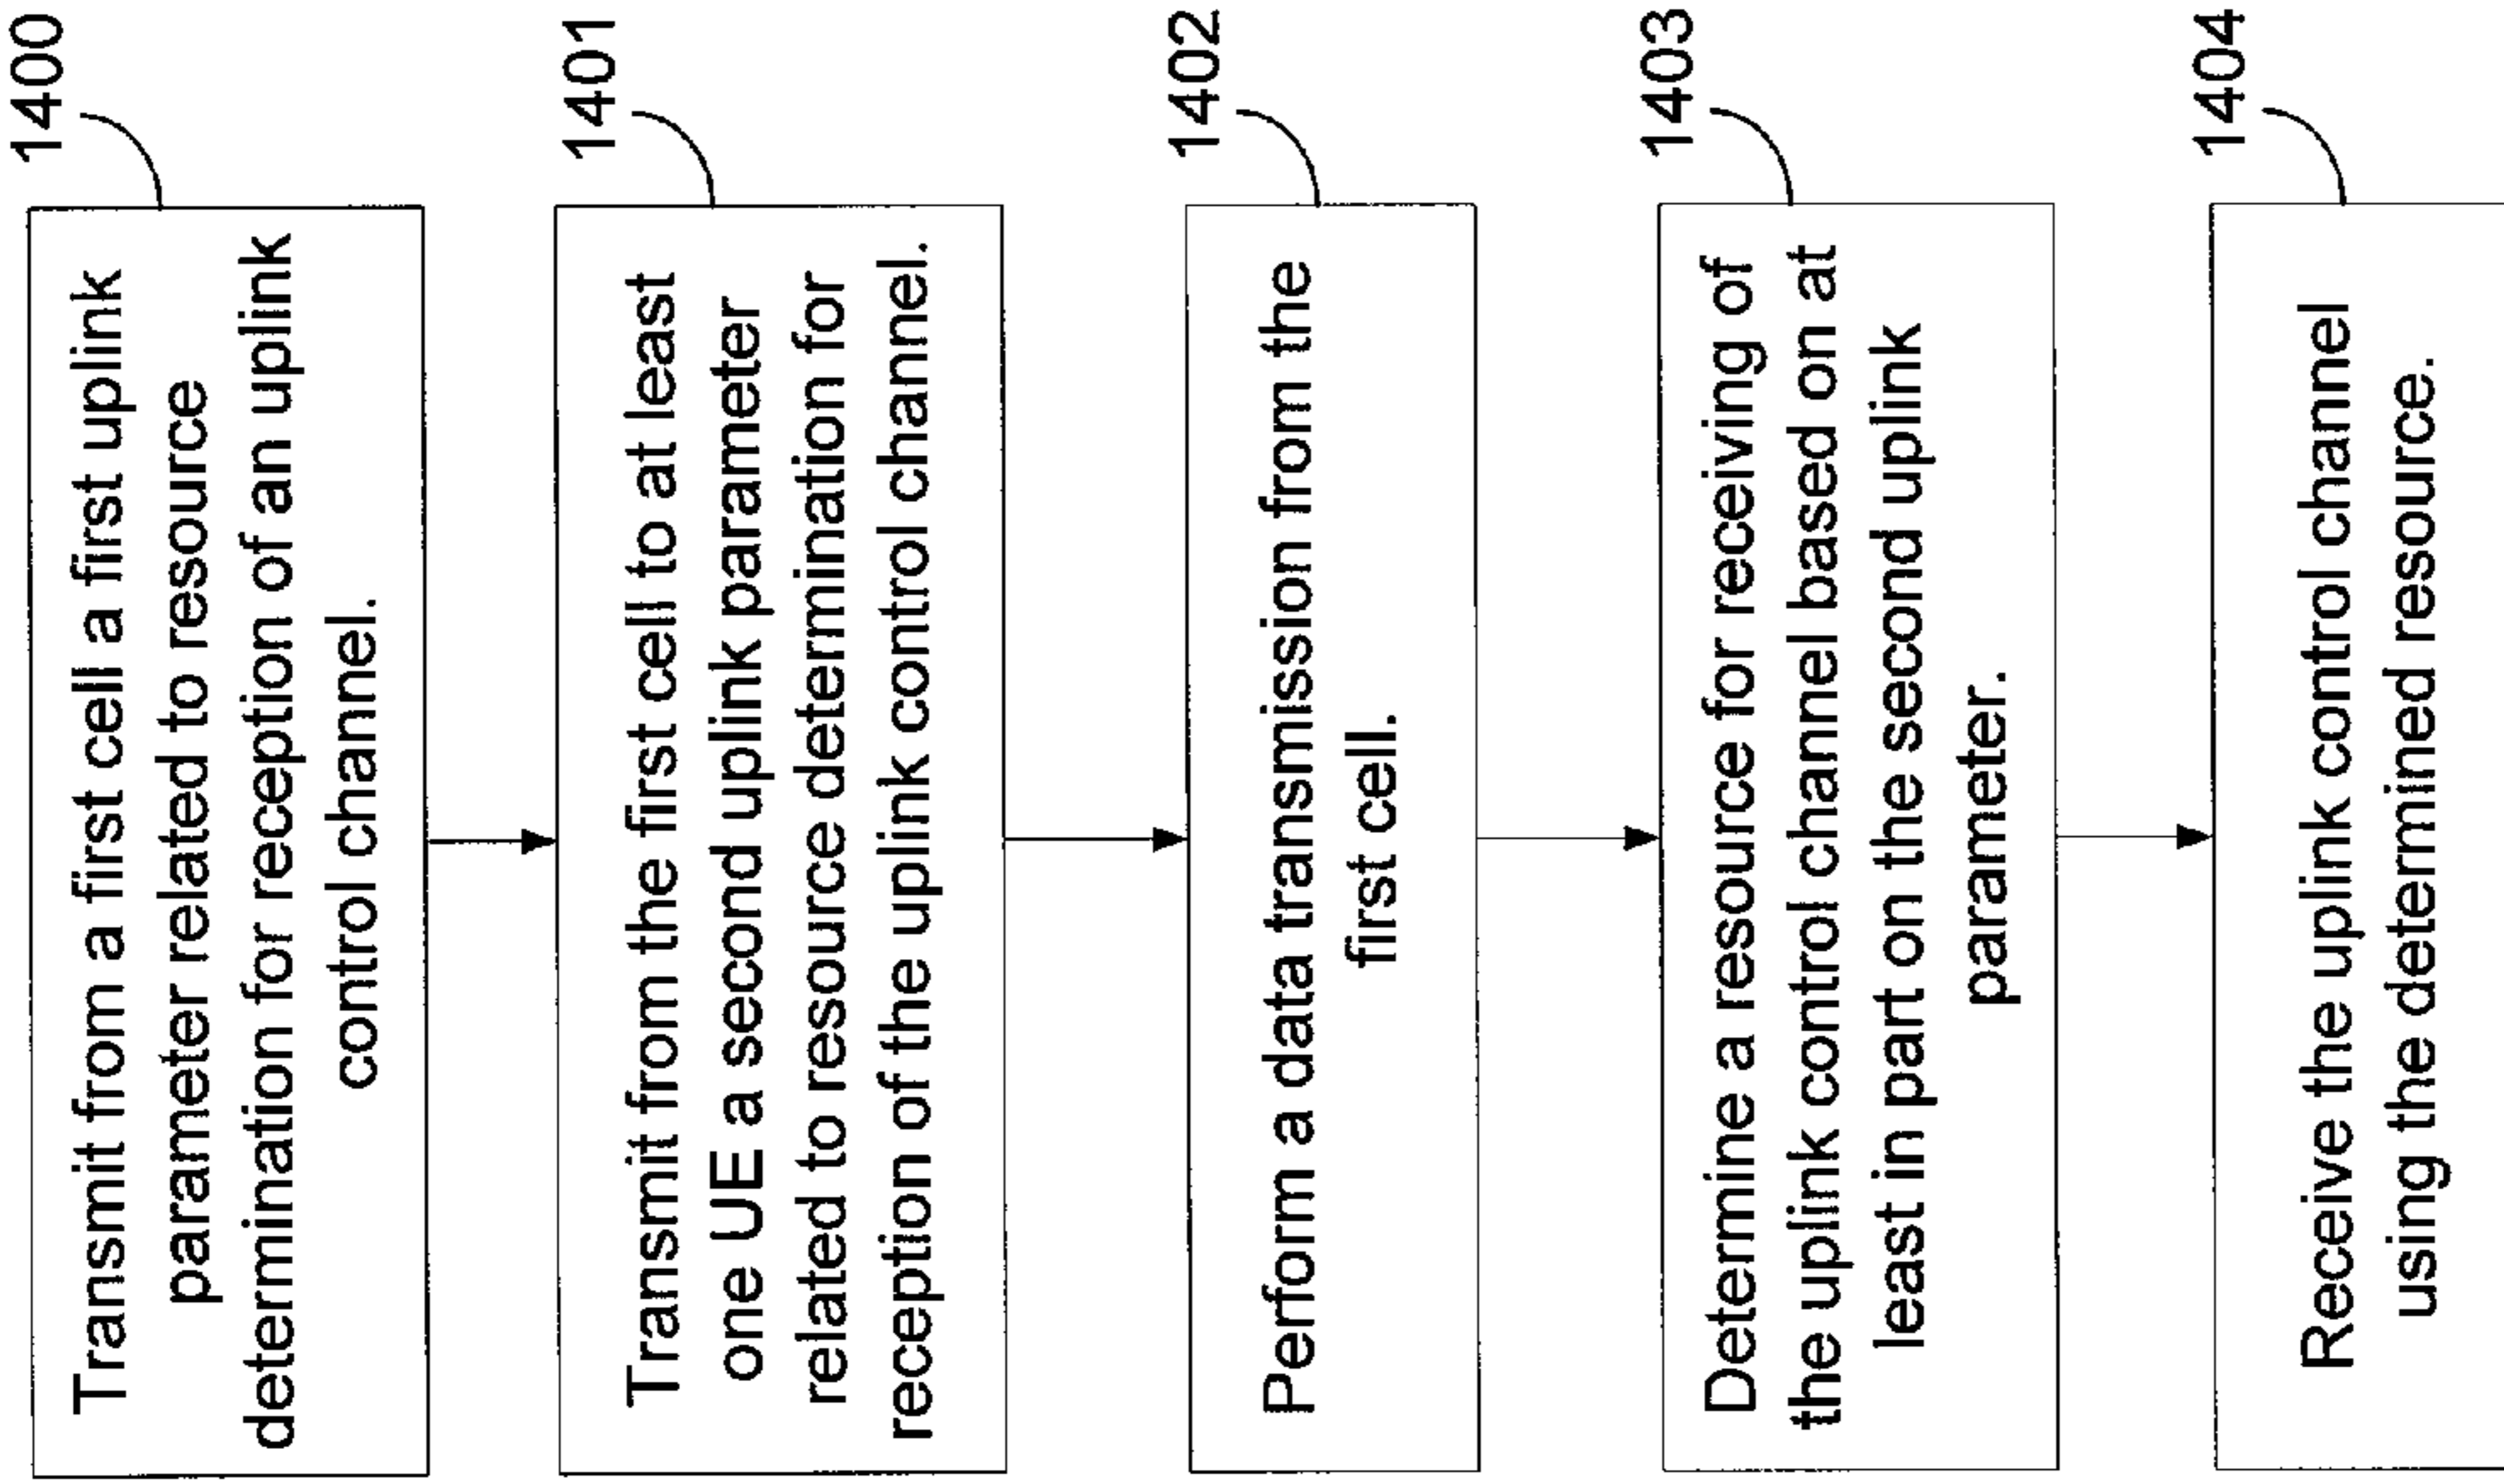 1400
Transmit from a first cell a first uplink
parameter related to resource
determination for reception of an uplink
control channel.
1401
Transmit from the first cell to at least
one UE a second uplink parameter
related to resource determination for
reception of the uplink control channel.
1402
Perform a data transmission from the
first cell.
1403
Determine a resource for receiving of
the uplink control channel based on at
least in part on the second uplink
parameter.
1404
Receive the uplink control channel
using the determined resource.